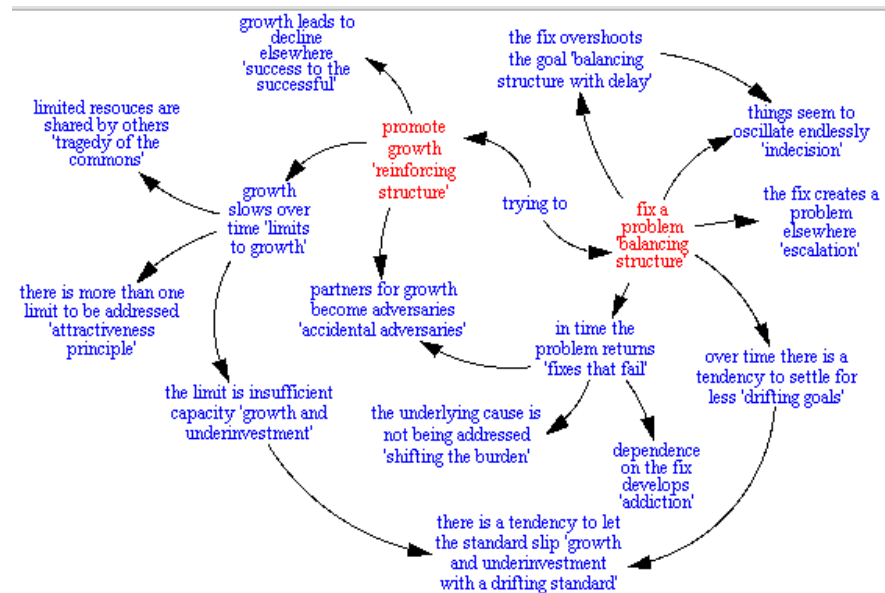 growth leads to
decline
elsewhere
'success to the
successful'
the fix overshoots
the goal 'balancing
structure with delay'
limited resouces are
shared by others
'tragedy of the
commons'
promote
growth
'reinforcing
structure'
things seem to
oscillate endlessly
'indecision'
growth
slows over
time 'limits
to growth'
trying to
fix a
problem
'balancing
structure'
the fix creates a
problem
elsewhere
'escalation'
there is more than one
limit to be addressed
'attractiveness
principle'
partners for growth
become adversaries
'accidental adversaries'
in time the
problem returns
'fixes that fail'
over time there is a
tendency to settle for
less 'drifting goals'
the limit is insufficient
capacity 'growth and
underinvestment'
the underlying cause is
not being addressed
'shifting the burden'
dependence
on the fix
develops
'addiction'
there is a tendency to let
the standard slip 'growth
and underinvestment
with a drifting standard'